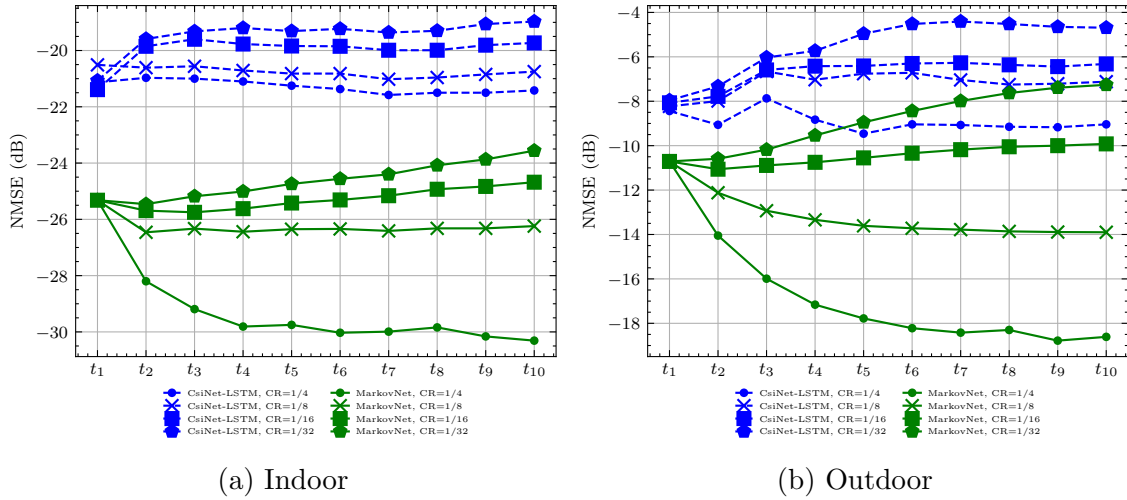 NMSE (dB)
−20
−22
−24
−26
−28
−30
t1 t2 t3 t4 t5 t6 t7 t8 t9 t10
CsiNet-LSTM, CR=1/4
CsiNet-LSTM, CR=1/8
CsiNet-LSTM, CR=1/16
CsiNet-LSTM, CR=1/32
MarkovNet, CR=1/4
MarkovNet, CR=1/8
MarkovNet, CR=1/16
MarkovNet, CR=1/32
(a) Indoor
NMSE (dB)
−4
−6
−8
−10
−12
−14
−16
−18
t1 t2 t3 t4 t5 t6 t7 t8 t9 t10
CsiNet-LSTM, CR=1/4
CsiNet-LSTM, CR=1/8
CsiNet-LSTM, CR=1/16
CsiNet-LSTM, CR=1/32
MarkovNet, CR=1/4
MarkovNet, CR=1/8
MarkovNet, CR=1/16
MarkovNet, CR=1/32
(b) Outdoor